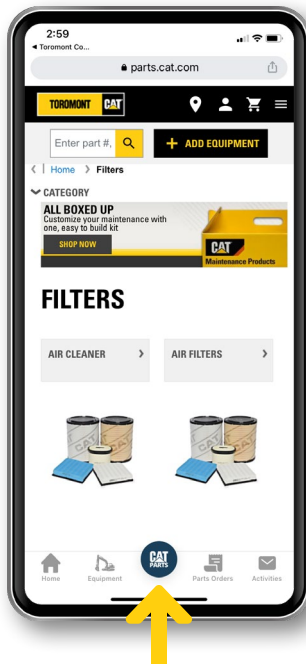 2:59
◄ Toromont Co...
parts.cat.com
TOROMONT CAT
Enter part #,
+ ADD EQUIPMENT
Home > Filters
CATEGORY
ALL BOXED UP
Customize your maintenance with
one, easy to build kit
SHOP NOW
CAT
Maintenance Products
FILTERS
AIR CLEANER >
AIR FILTERS >
CAT
PARTS
Home
Equipment
Parts Orders
Activities